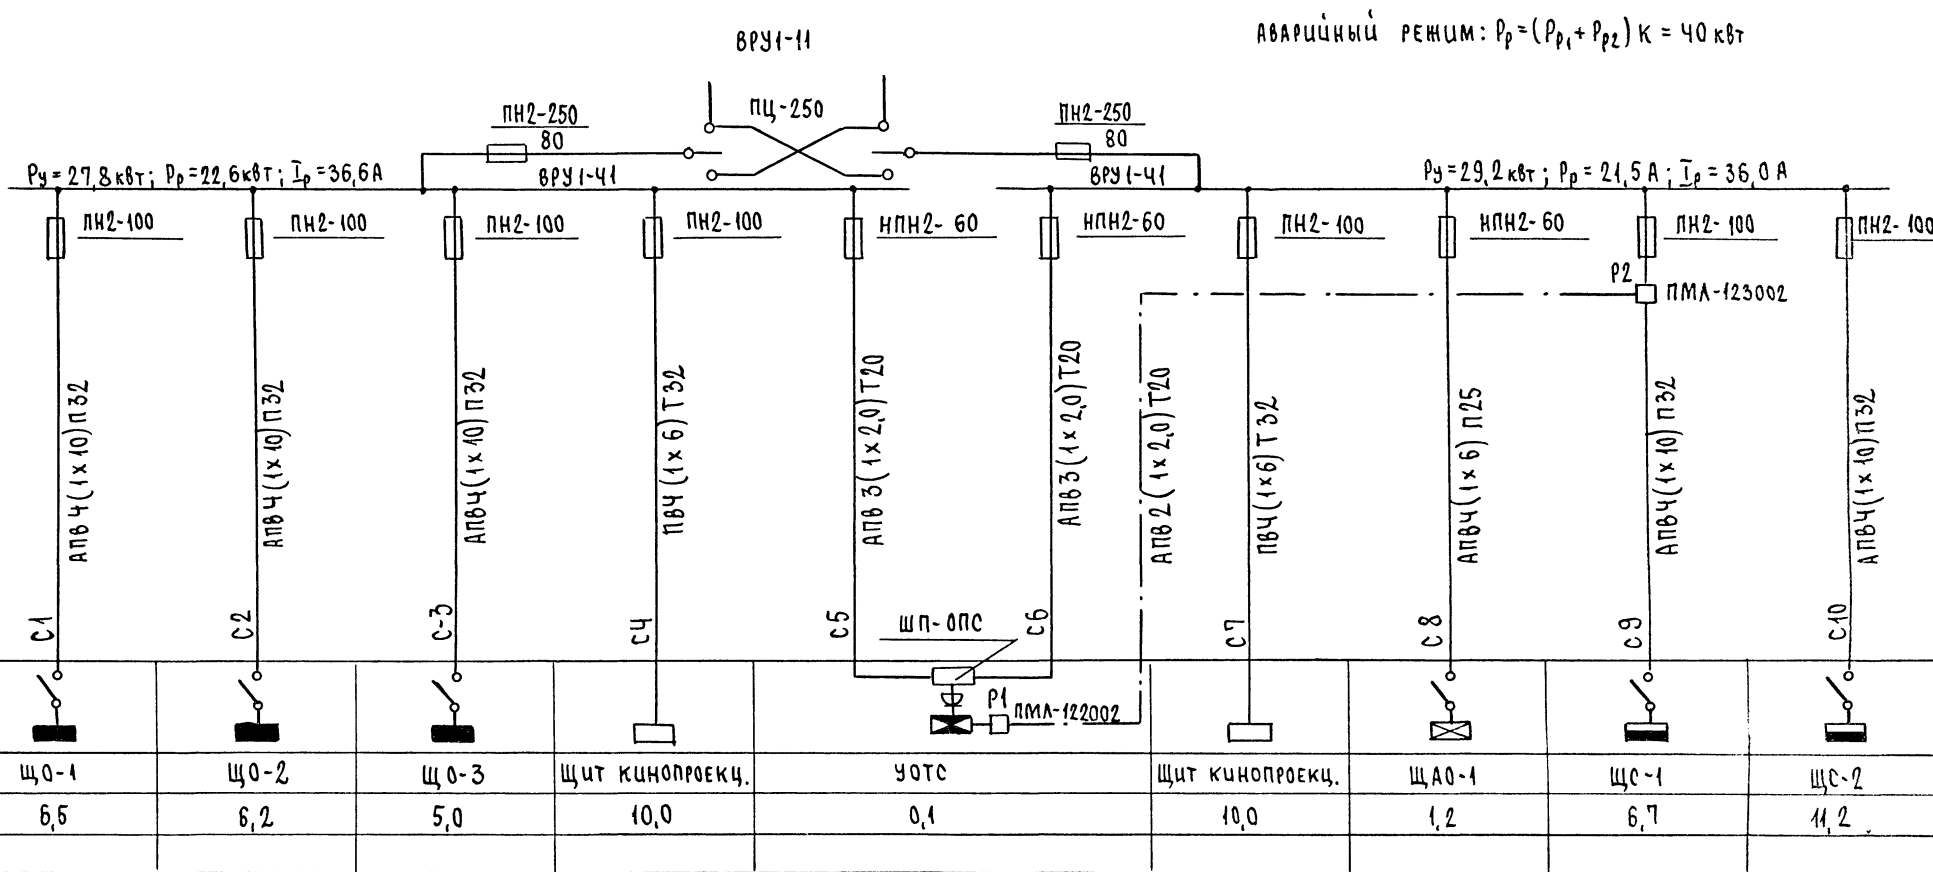 АВАРИЙНЫЙ РЕЖИМ: Pр=(Pр1+Pр2) К = 40 кВт
ВРУ1-11
ПЦ-250
ПН2-250
80
ПН2-250
80
Pу=27,8 кВт; Pр=22,6 кВт; Iр=36,6 А
ВРУ1-41
ВРУ1-41
Pу=29,2 кВт; Pр=21,5 А; Iр=36,0 А
ПН2-100
ПН2-100
ПН2-100
ПН2-100
НПН2-60
НПН2-60
ПН2-100
НПН2-60
ПН2-100
ПН2-100
Р2
ПМЛ-123002
АПВ4(1×10)П32
АПВ4(1×10)П32
АПВ4(1×10)П32
ПВ4(1×6)Т32
АПВ3(1×2,0)Т20
АПВ3(1×2,0)Т20
АПВ2(1×2,0)Т20
ПВ4(1×6)Т32
АПВ4(1×6)П25
АПВ4(1×10)П32
АПВ4(1×10)П32
С1
С2
С-3
С4
С5
ШП-ОПС
С6
С7
С8
С9
С10
Р1
ПМЛ-122002
ЩО-1 ЩО-2 ЩО-3 ЩИТ КИНОПРОЕКЦ. УОТС ЩИТ КИНОПРОЕКЦ. ЩАО-1 ЩС-1 ЩС-2
6,5 6,2 5,0 10,0 0,1 10,0 1,2 6,7 11,2